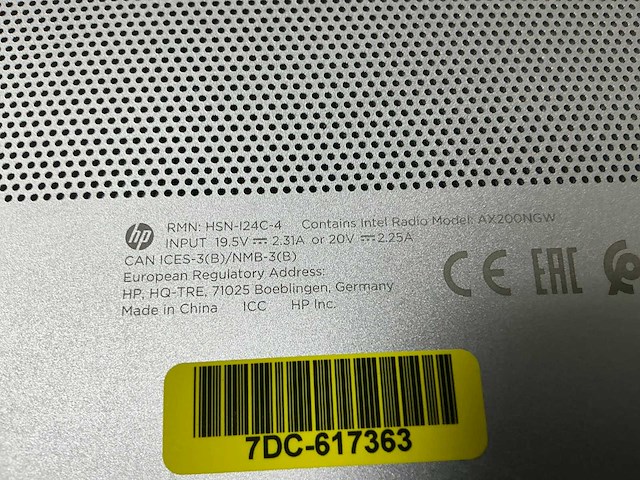 hp
RMN: HSN-I24C-4 Contains Intel Radio Model: AX200NGW
INPUT 19.5V⎓2.31A or 20V⎓2.25A
CAN ICES-3(B)/NMB-3(B)
European Regulatory Address:
HP, HQ-TRE, 71025 Boeblingen, Germany
Made in China ICC HP Inc.
CE EAC
7DC-617363